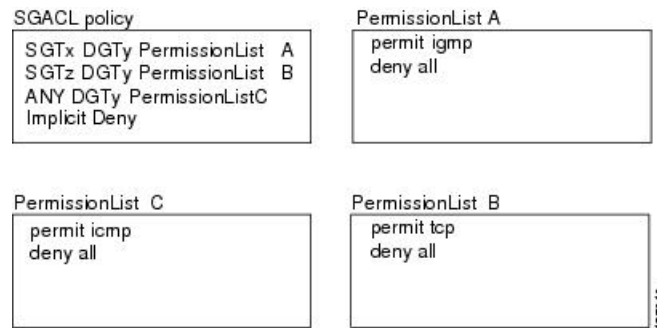 SGACL policy
SGTx DGTy PermissionList A
SGTz DGTy PermissionList B
ANY DGTy PermissionListC
Implicit Deny
PermissionList A
permit igmp
deny all
PermissionList C
permit icmp
deny all
PermissionList B
permit tcp
deny all